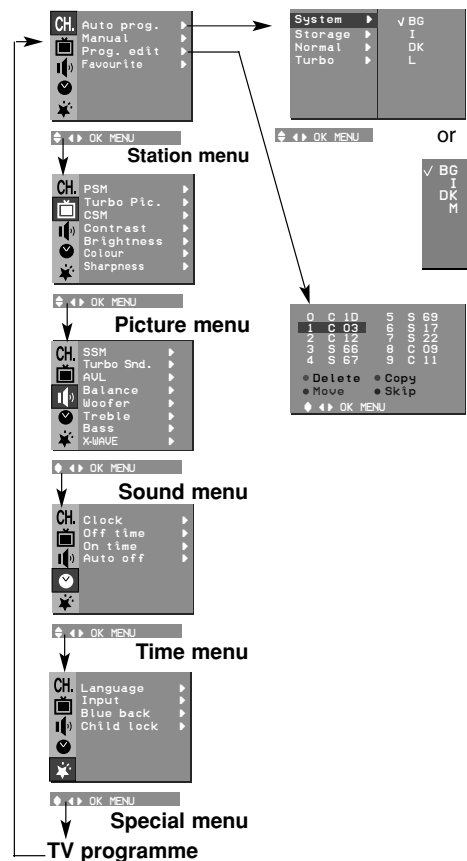 CH.
Auto prog.
Manual
Prog. edit
Favourite
OK MENU
Station menu
System
Storage
Normal
Turbo
√ BG
I
DK
L
OK MENU
or
√ BG
I
DK
M
CH.
PSM
Turbo Pic.
CSM
Contrast
Brightness
Colour
Sharpness
OK MENU
Picture menu
0 C 10 5 S 69
1 C 03 6 S 17
2 C 12 7 S 22
3 S 66 8 C 09
4 S 67 9 C 11
Delete Copy
Move Skip
OK MENU
CH.
SSM
Turbo Snd.
AVL
Balance
Woofer
Treble
Bass
X-WAVE
OK MENU
Sound menu
CH.
Clock
Off time
On time
Auto off
OK MENU
Time menu
CH.
Language
Input
Blue back
Child lock
OK MENU
Special menu
TV programme